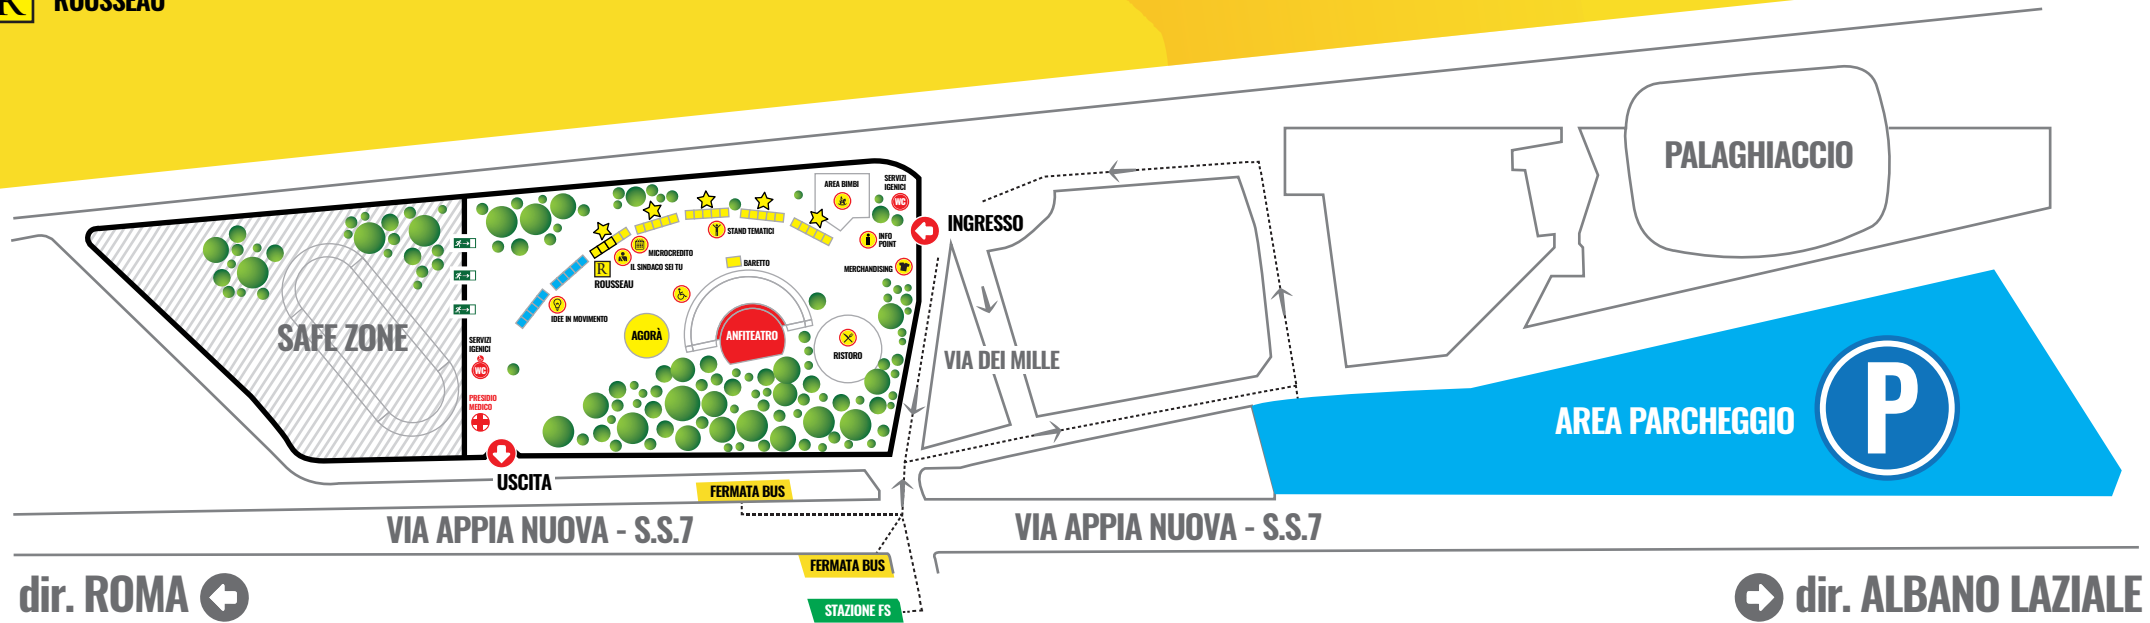 R ROUSSEAU
PALAGHIACCIO
AREA BIMBI
SERVIZI
IGENICI
WC
INGRESSO
STAND TEMATICI
INFO
POINT
MICROCREDITO
IL SINDACO SEI TU
BARETTO
MERCHANDISING
R
ROUSSEAU
IDEE IN MOVIMENTO
SAFE ZONE
AGORÀ
ANFITEATRO
RISTORO
SERVIZI
IGENICI
WC
PRESIDIO
MEDICO
VIA DEI MILLE
AREA PARCHEGGIO
P
USCITA
FERMATA BUS
VIA APPIA NUOVA - S.S.7
VIA APPIA NUOVA - S.S.7
FERMATA BUS
dir. ROMA
STAZIONE FS
dir. ALBANO LAZIALE